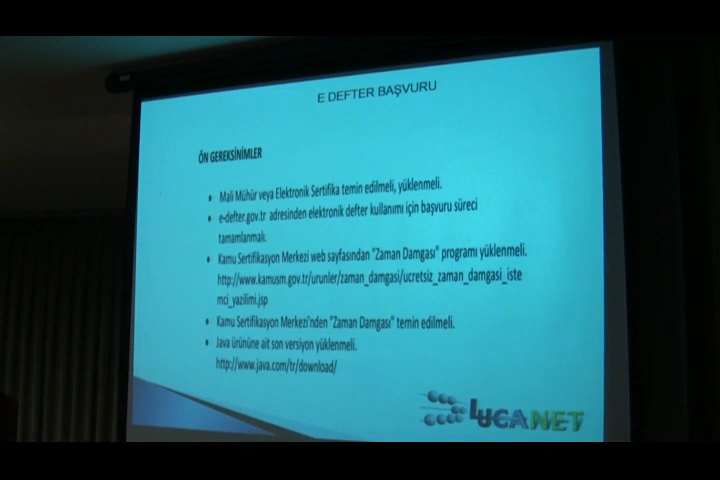 E DEFTER BAŞVURU
ÖN GEREKSİNİMLER
• Mali Mühür veya Elektronik Sertifika temin edilmeli, yüklenmeli.
• e-defter.gov.tr adresinden elektronik defter kullanımı için başvuru süreci
tamamlanmalı.
• Kamu Sertifikasyon Merkezi web sayfasından "Zaman Damgası" programı yüklenmeli.
http://www.kamusm.gov.tr/urunler/zaman_damgasi/ucretsiz_zaman_damgasi_iste
mci_yazilimi.jsp
• Kamu Sertifikasyon Merkezi'nden "Zaman Damgası" temin edilmeli.
• Java ürününe ait son versiyon yüklenmeli.
http://www.java.com/tr/download/
LUCANET